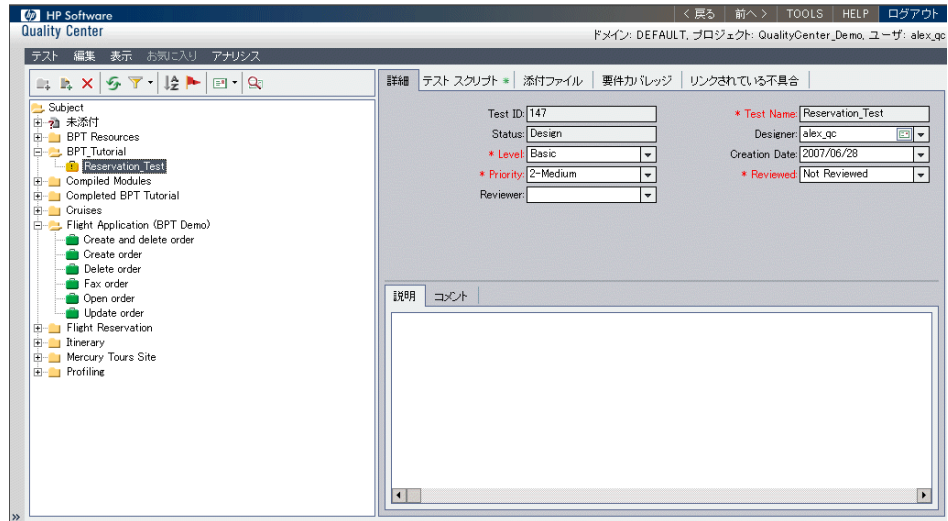 HP Software
< 戻る 前へ > TOOLS HELP ログアウト
Quality Center
ドメイン: DEFAULT, プロジェクト: QualityCenter_Demo, ユーザ: alex_qc
テスト 編集 表示 お気に入り アナリシス
Subject
未添付
BPT Resources
BPT_Tutorial
Reservation_Test
Compiled Modules
Completed BPT Tutorial
Cruises
Flight Application (BPT Demo)
Create and delete order
Create order
Delete order
Fax order
Open order
Update order
Flight Reservation
Itinerary
Mercury Tours Site
Profiling
詳細 テスト スクリプト * 添付ファイル 要件カバレッジ リンクされている不具合
Test ID: 147
* Test Name: Reservation_Test
Status: Design
Designer: alex_qc
* Level: Basic
Creation Date: 2007/06/28
* Priority: 2-Medium
* Reviewed: Not Reviewed
Reviewer:
説明 コメント
»